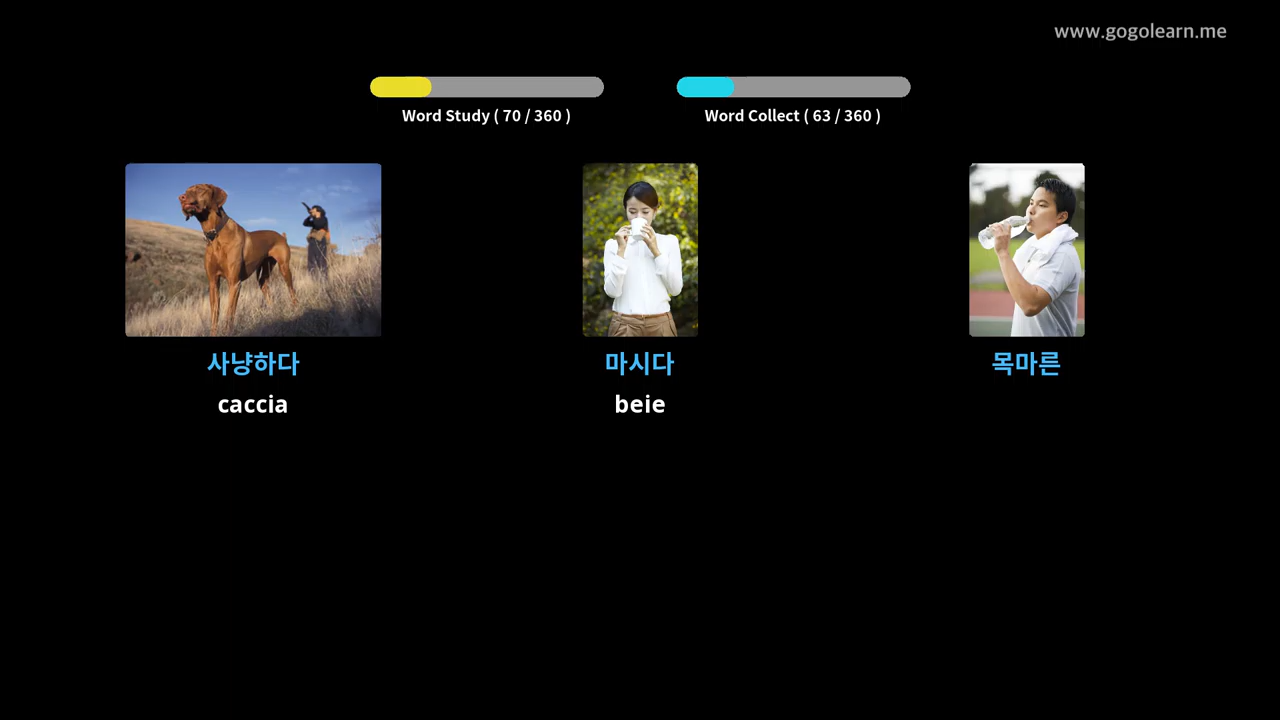 www.gogolearn.me
Word Study ( 70 / 360 )
Word Collect ( 63 / 360 )
사냥하다
마시다
목마른
caccia
beie